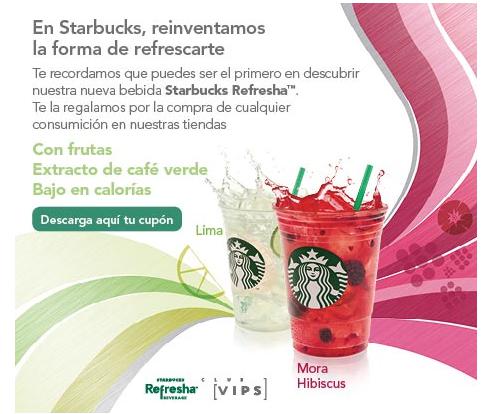 En Starbucks, reinventamos
la forma de refrescarte
Te recordamos que puedes ser el primero en descubrir
nuestra nueva bebida Starbucks Refresha™.
Te la regalamos por la compra de cualquier
consumición en nuestras tiendas
Con frutas
Extracto de café verde
Bajo en calorías
Descarga aquí tu cupón
Lima
Mora
Hibiscus
STARBUCKS
Refresha™
BEVERAGE
CLUB
[VIPS]